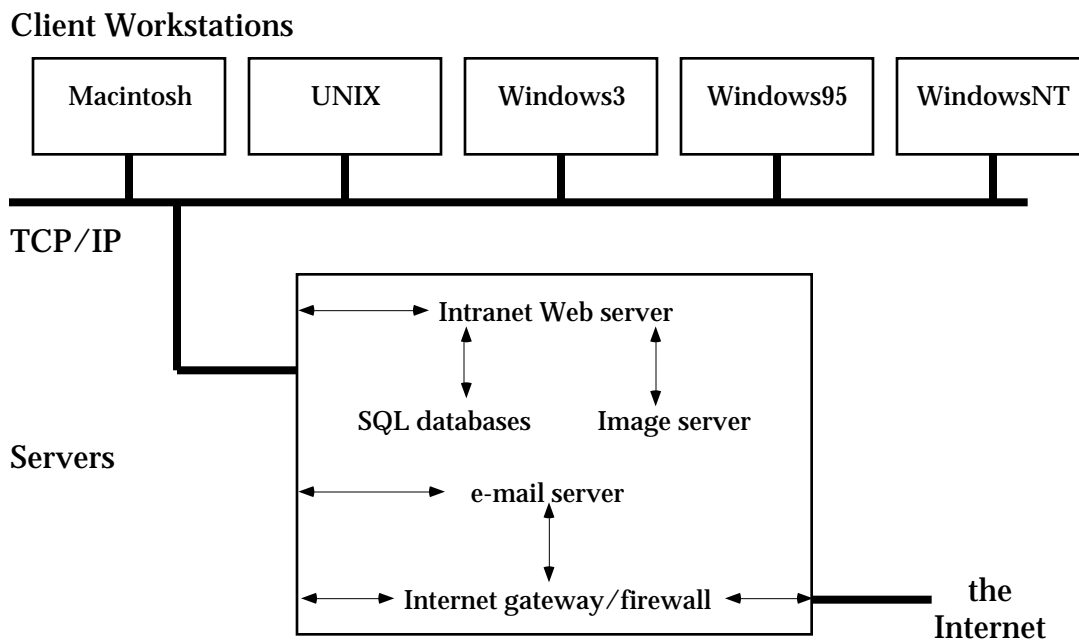 Client Workstations
Macintosh
UNIX
Windows3
Windows95
WindowsNT
TCP/IP
Intranet Web server
SQL databases
Image server
Servers
e-mail server
Internet gateway/firewall
the
Internet